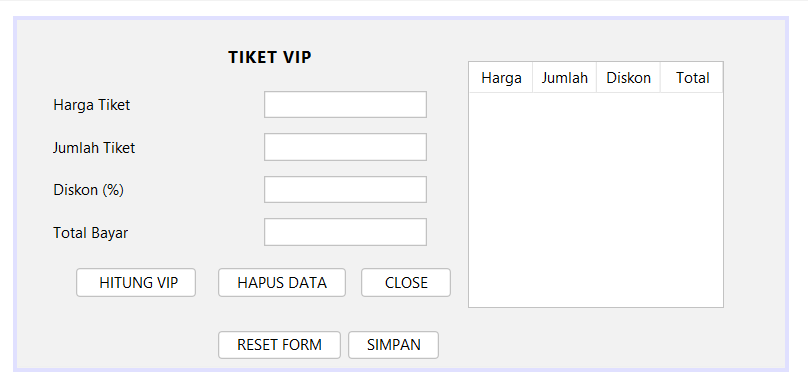 TIKET VIP
Harga Jumlah Diskon Total
Harga Tiket
Jumlah Tiket
Diskon (%)
Total Bayar
HITUNG VIP HAPUS DATA CLOSE
RESET FORM SIMPAN